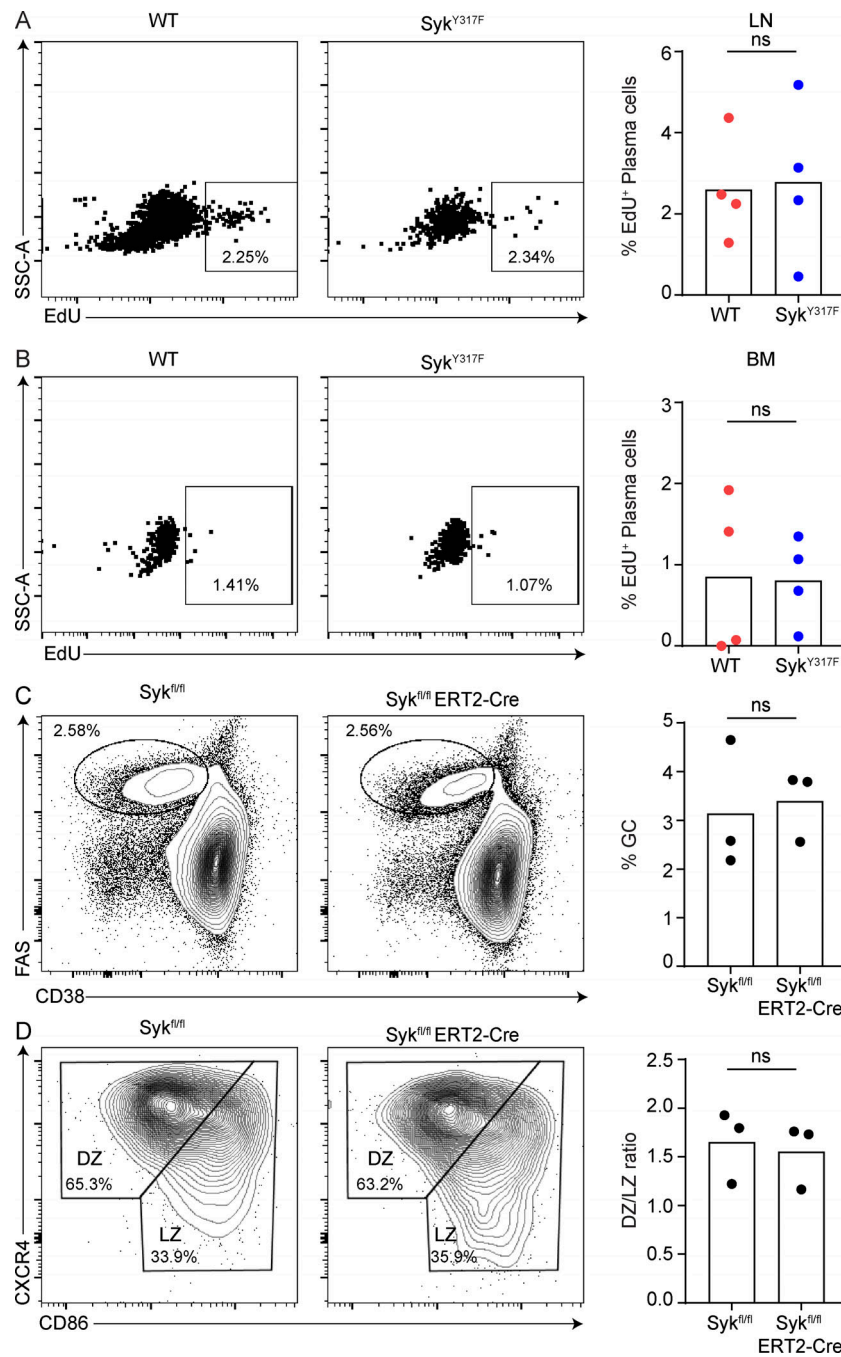 A
WT
Syk^Y317F
LN
SSC-A
EdU
2.25%
2.34%
% EdU⁺ Plasma cells
6
4
2
0
ns
WT
Syk^Y317F
B
WT
Syk^Y317F
BM
SSC-A
EdU
1.41%
1.07%
% EdU⁺ Plasma cells
3
2
1
0
ns
WT
Syk^Y317F
C
Syk^fl/fl
Syk^fl/fl ERT2-Cre
2.58%
2.56%
FAS
CD38
% GC
5
4
3
2
1
0
ns
Syk^fl/fl
Syk^fl/fl
ERT2-Cre
D
Syk^fl/fl
Syk^fl/fl ERT2-Cre
DZ
65.3%
LZ
33.9%
DZ
63.2%
LZ
35.9%
CXCR4
CD86
DZ/LZ ratio
2.5
2.0
1.5
1.0
0.5
0.0
ns
Syk^fl/fl
Syk^fl/fl
ERT2-Cre